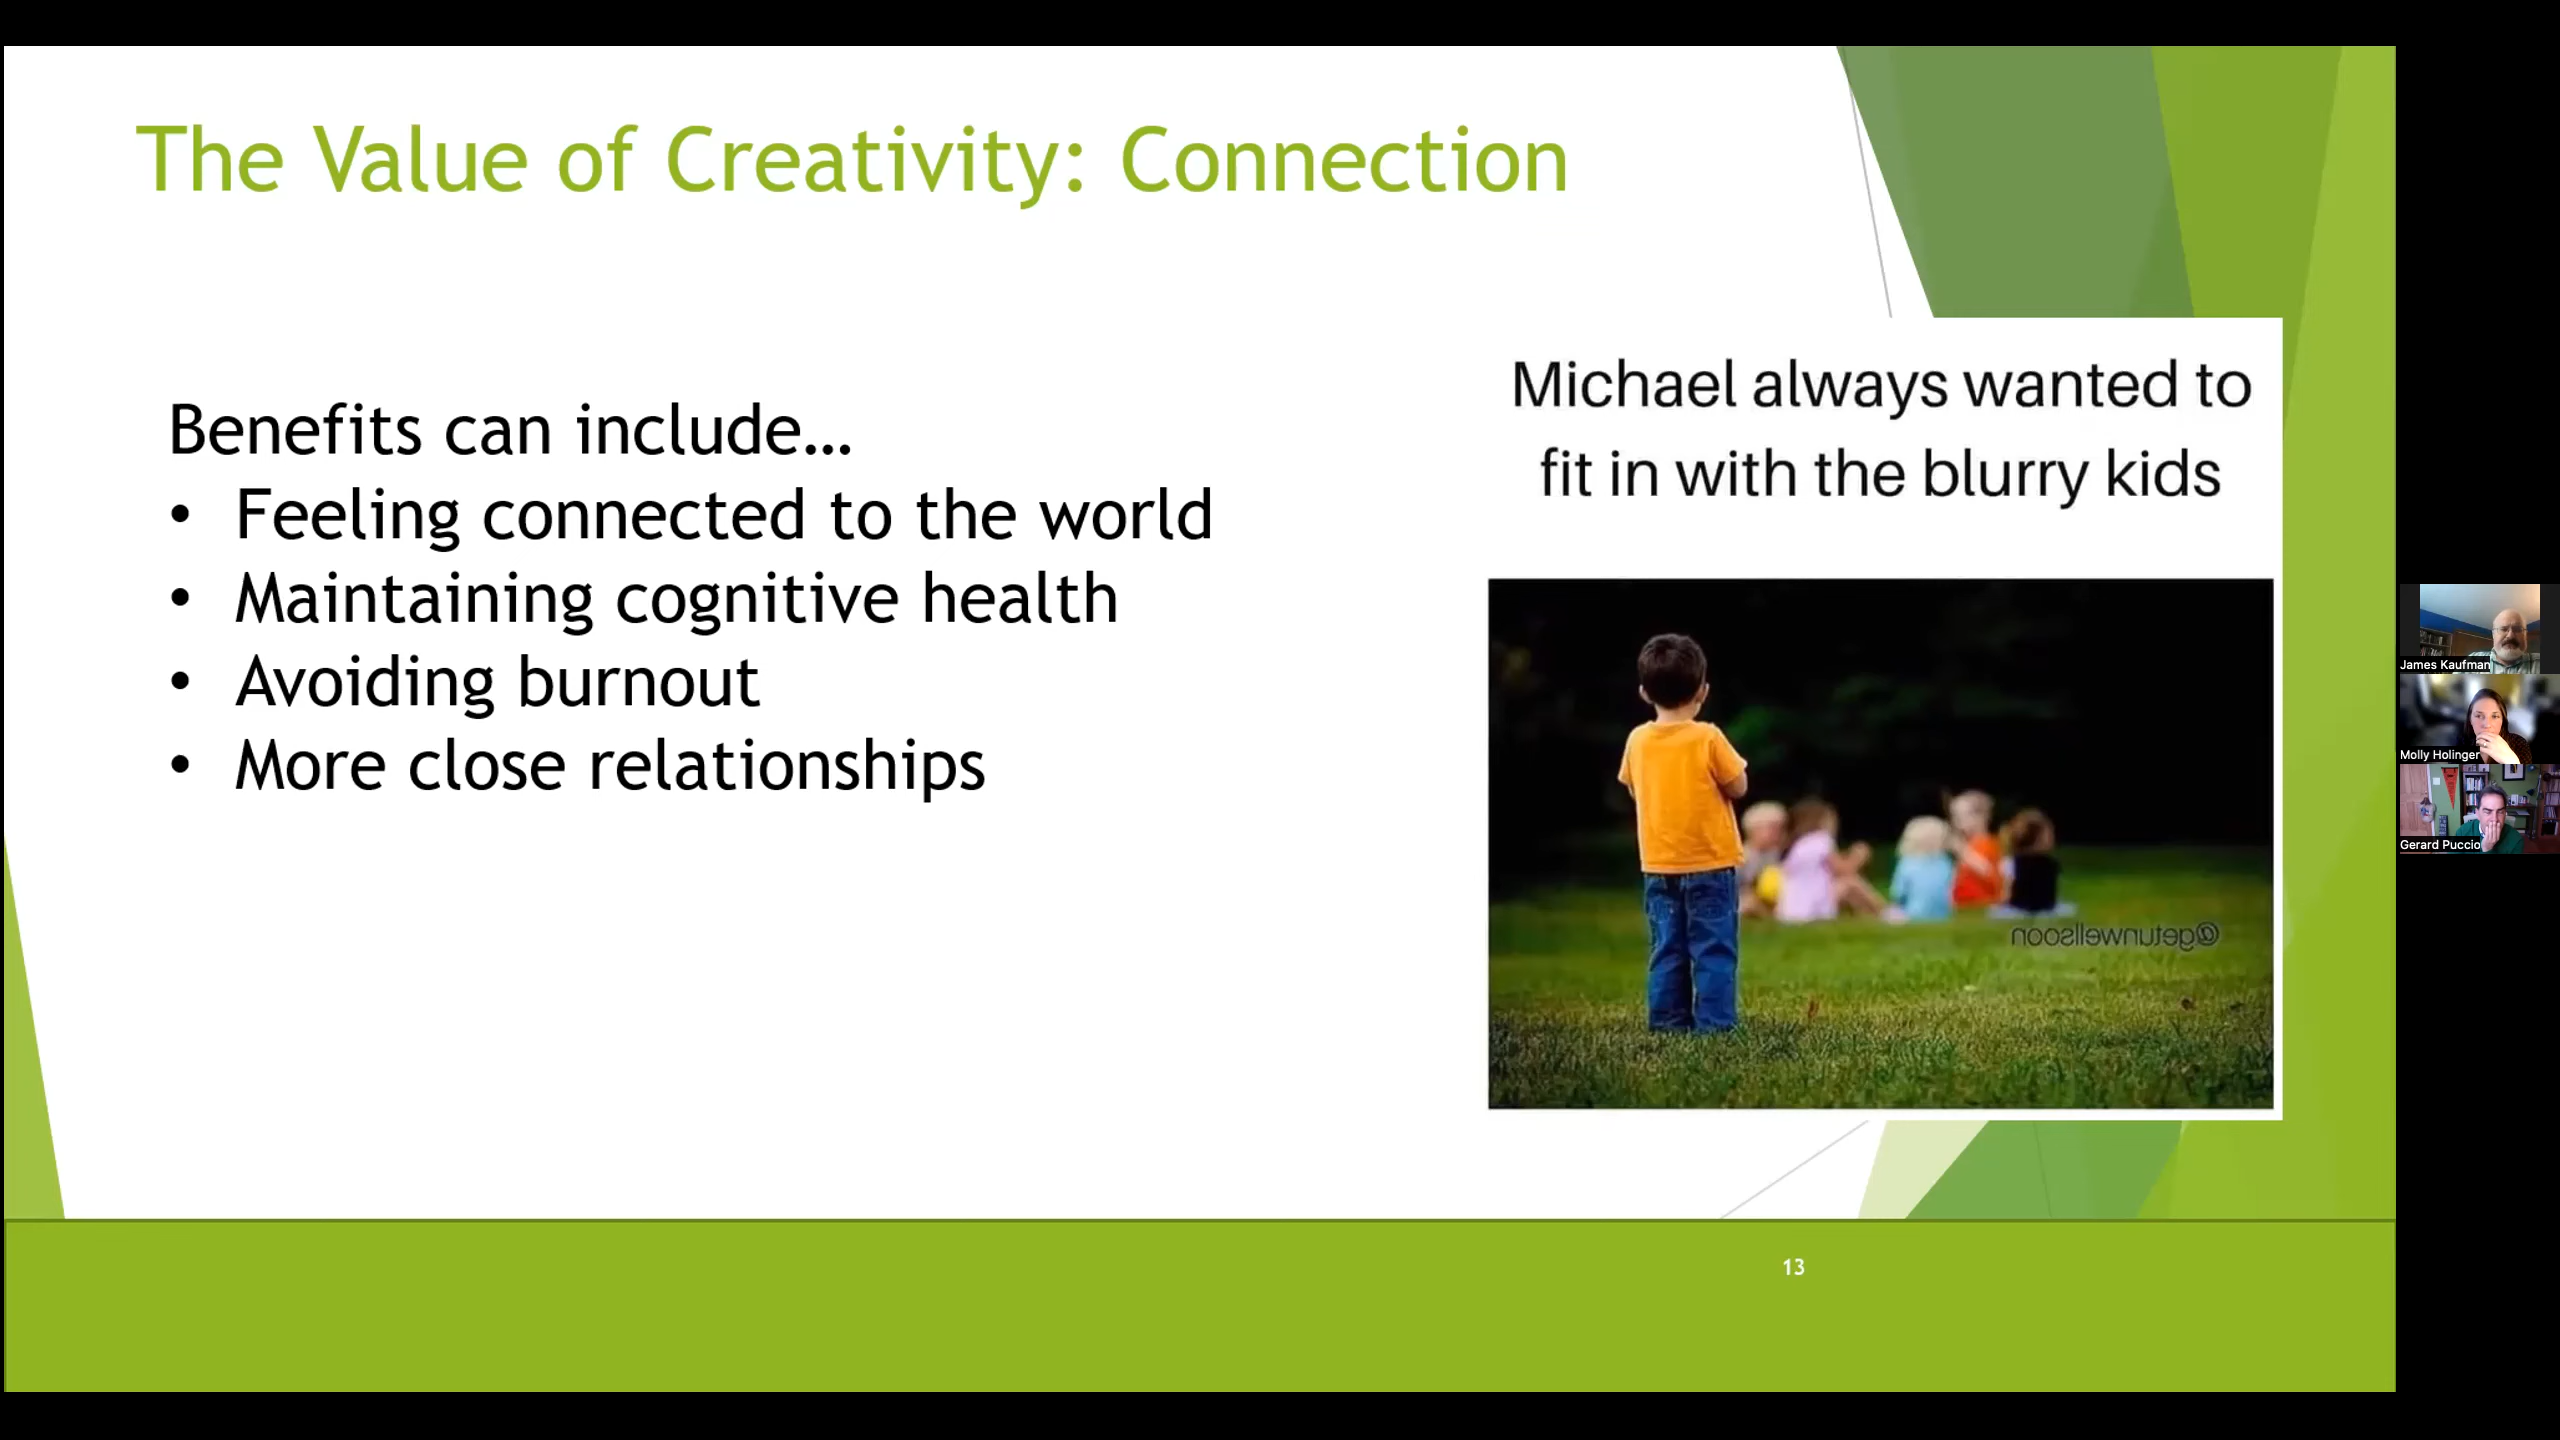 The Value of Creativity: Connection
Benefits can include…
• Feeling connected to the world
• Maintaining cognitive health
• Avoiding burnout
• More close relationships
Michael always wanted to
fit in with the blurry kids
@getunwellsoon
13
James Kaufman
Molly Holinger
Gerard Puccio